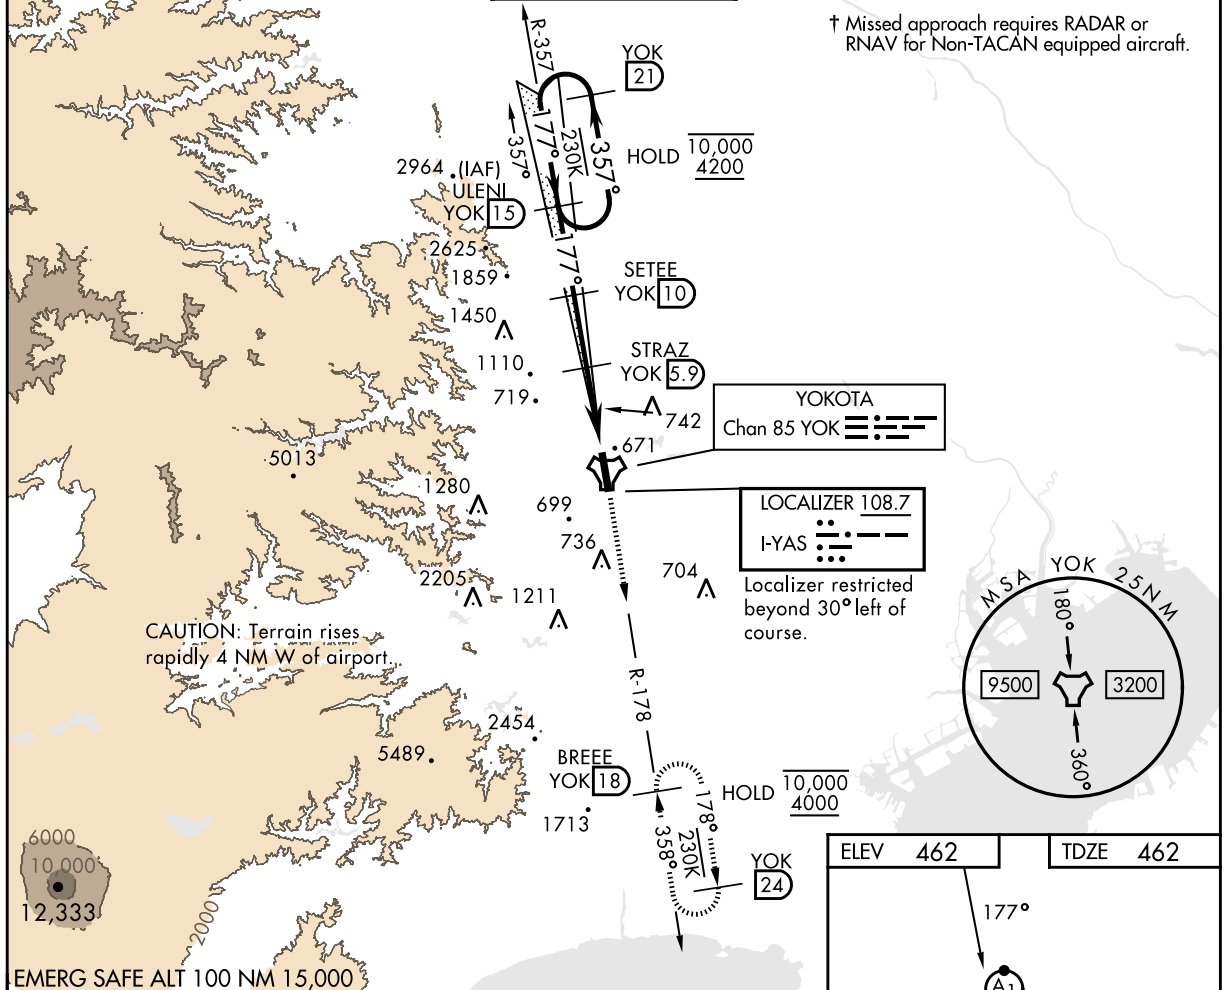 † Missed approach requires RADAR or
RNAV for Non-TACAN equipped aircraft.
R-357
YOK
21
177°
230K
357°
357°
HOLD 10,000
4200
2964 (IAF)
ULENI
YOK 15
2625
1859
177°
SETEE
YOK 10
1450
STRAZ
YOK 5.9
1110
719
742
YOKOTA
Chan 85 YOK
671
5013
1280
699
LOCALIZER 108.7
I-YAS
736
704
Localizer restricted
beyond 30° left of
course.
2205
1211
MSA YOK 25NM
180°
9500
3200
360°
CAUTION: Terrain rises
rapidly 4 NM W of airport.
R-178
2454
5489
BREEE
YOK 18
1713
HOLD 10,000
4000
178°
230K
358°
YOK
24
6000
10,000
12,333
2000
ELEV 462
TDZE 462
177°
A1
EMERG SAFE ALT 100 NM 15,000